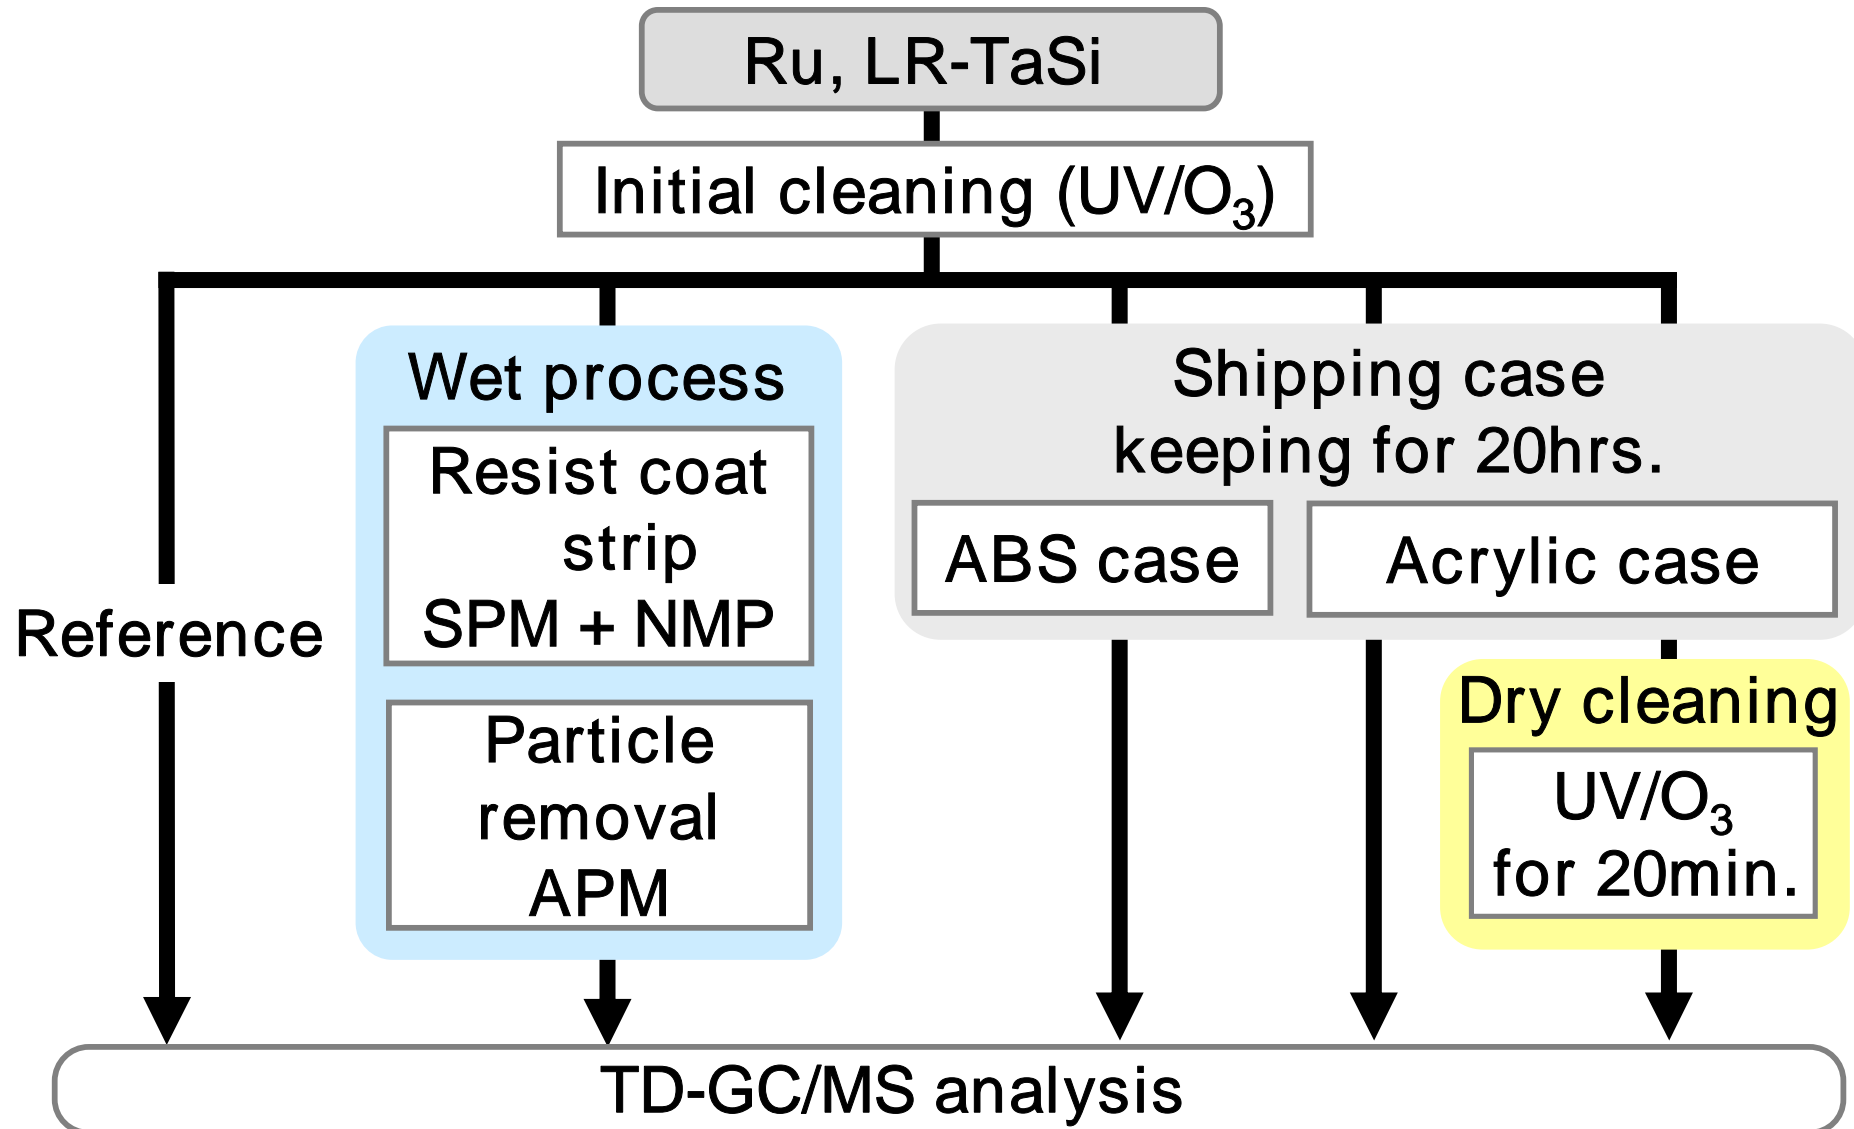 Ru, LR-TaSi
Initial cleaning (UV/O₃)
Reference
Wet process
Resist coat
strip
SPM + NMP
Particle
removal
APM
Shipping case
keeping for 20hrs.
ABS case
Acrylic case
Dry cleaning
UV/O₃
for 20min.
TD-GC/MS analysis